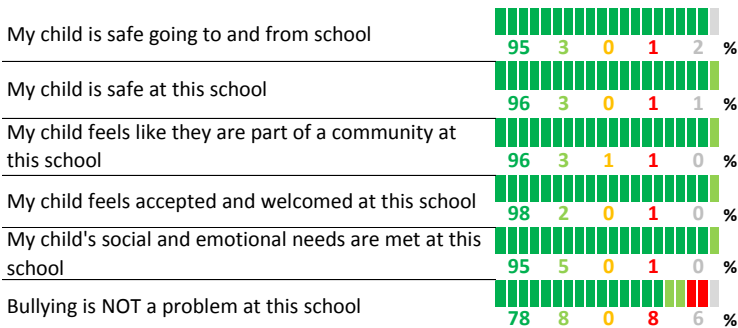 My child is safe going to and from school
95 3 0 1 2 %
My child is safe at this school
96 3 0 1 1 %
My child feels like they are part of a community at
this school
96 3 1 1 0 %
My child feels accepted and welcomed at this school
98 2 0 1 0 %
My child's social and emotional needs are met at this
school
95 5 0 1 0 %
Bullying is NOT a problem at this school
78 8 0 8 6 %